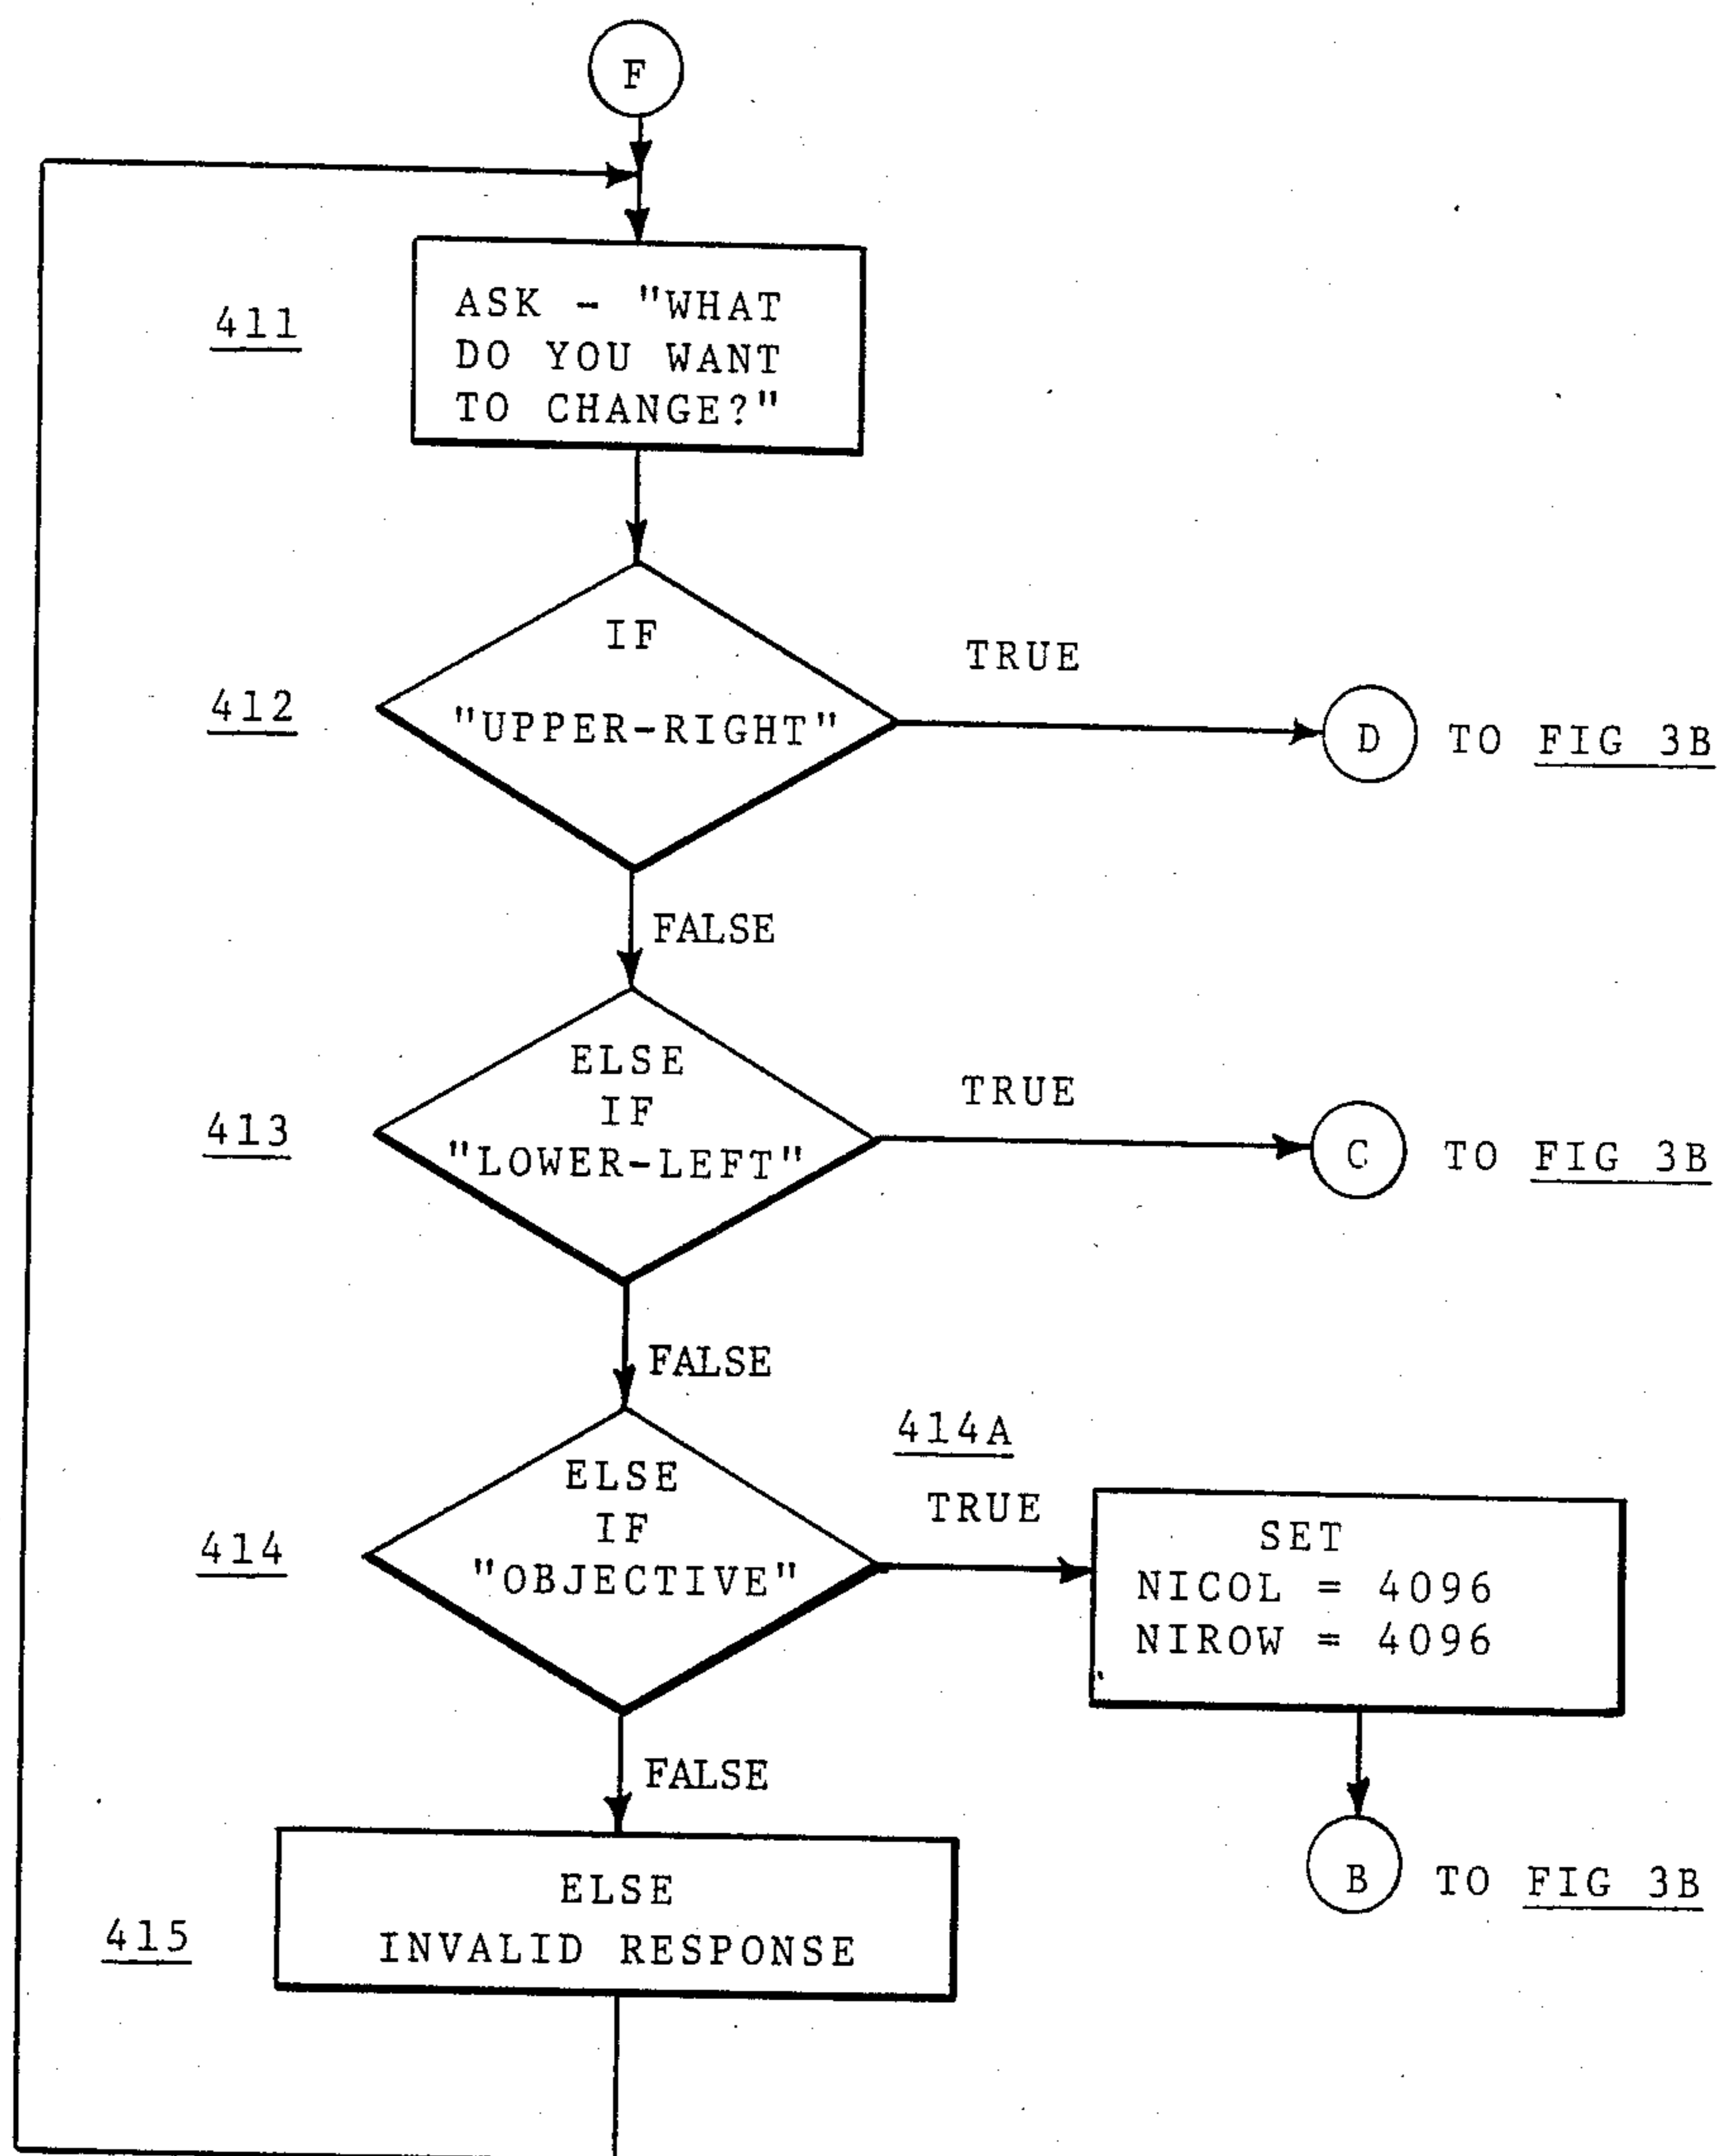 F
411
ASK - "WHAT
DO YOU WANT
TO CHANGE?"
IF
TRUE
412
"UPPER-RIGHT"
D TO FIG 3B
FALSE
ELSE
TRUE
413
IF
"LOWER-LEFT"
C TO FIG 3B
FALSE
414A
ELSE
TRUE
414
IF
"OBJECTIVE"
SET
NICOL = 4096
NIROW = 4096
FALSE
B TO FIG 3B
415
ELSE
INVALID RESPONSE